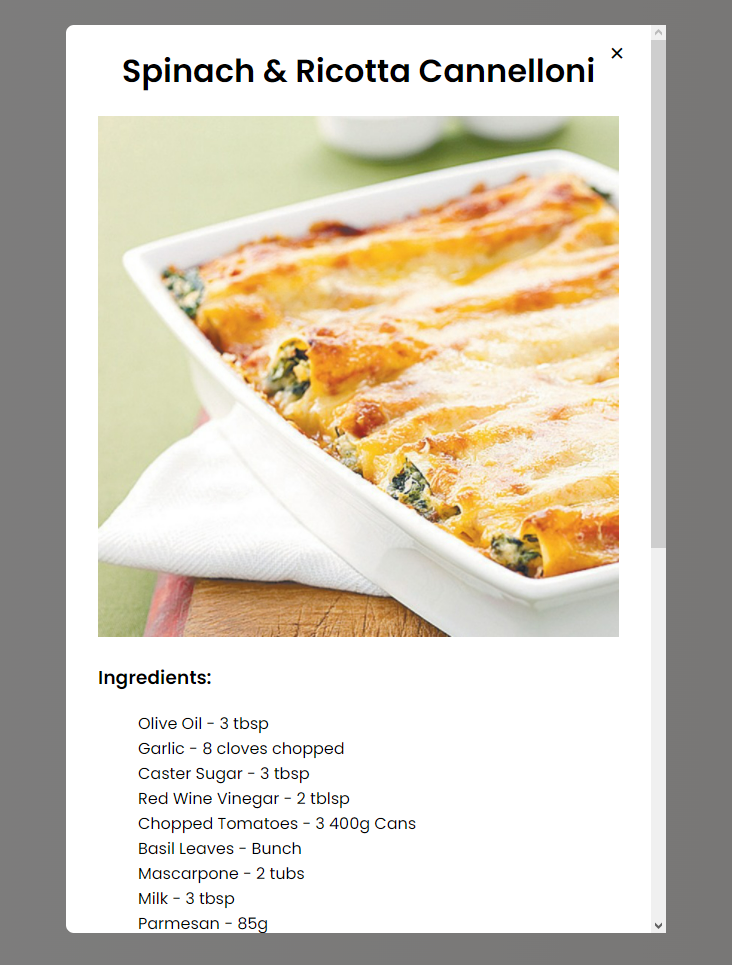 Spinach & Ricotta Cannelloni
×
Ingredients:
Olive Oil - 3 tbsp
Garlic - 8 cloves chopped
Caster Sugar - 3 tbsp
Red Wine Vinegar - 2 tblsp
Chopped Tomatoes - 3 400g Cans
Basil Leaves - Bunch
Mascarpone - 2 tubs
Milk - 3 tbsp
Parmesan - 85g